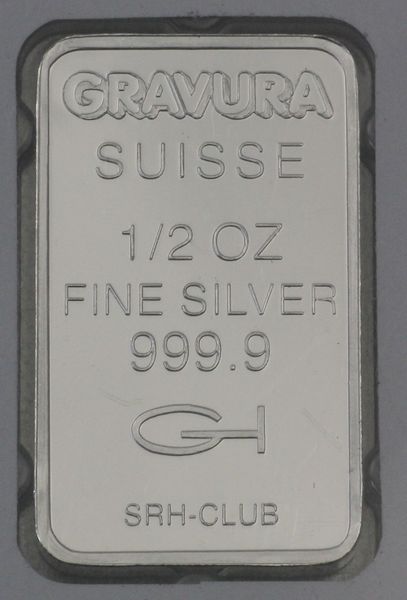 GRAVURA
SUISSE
1/2 OZ
FINE SILVER
999.9
SRH-CLUB